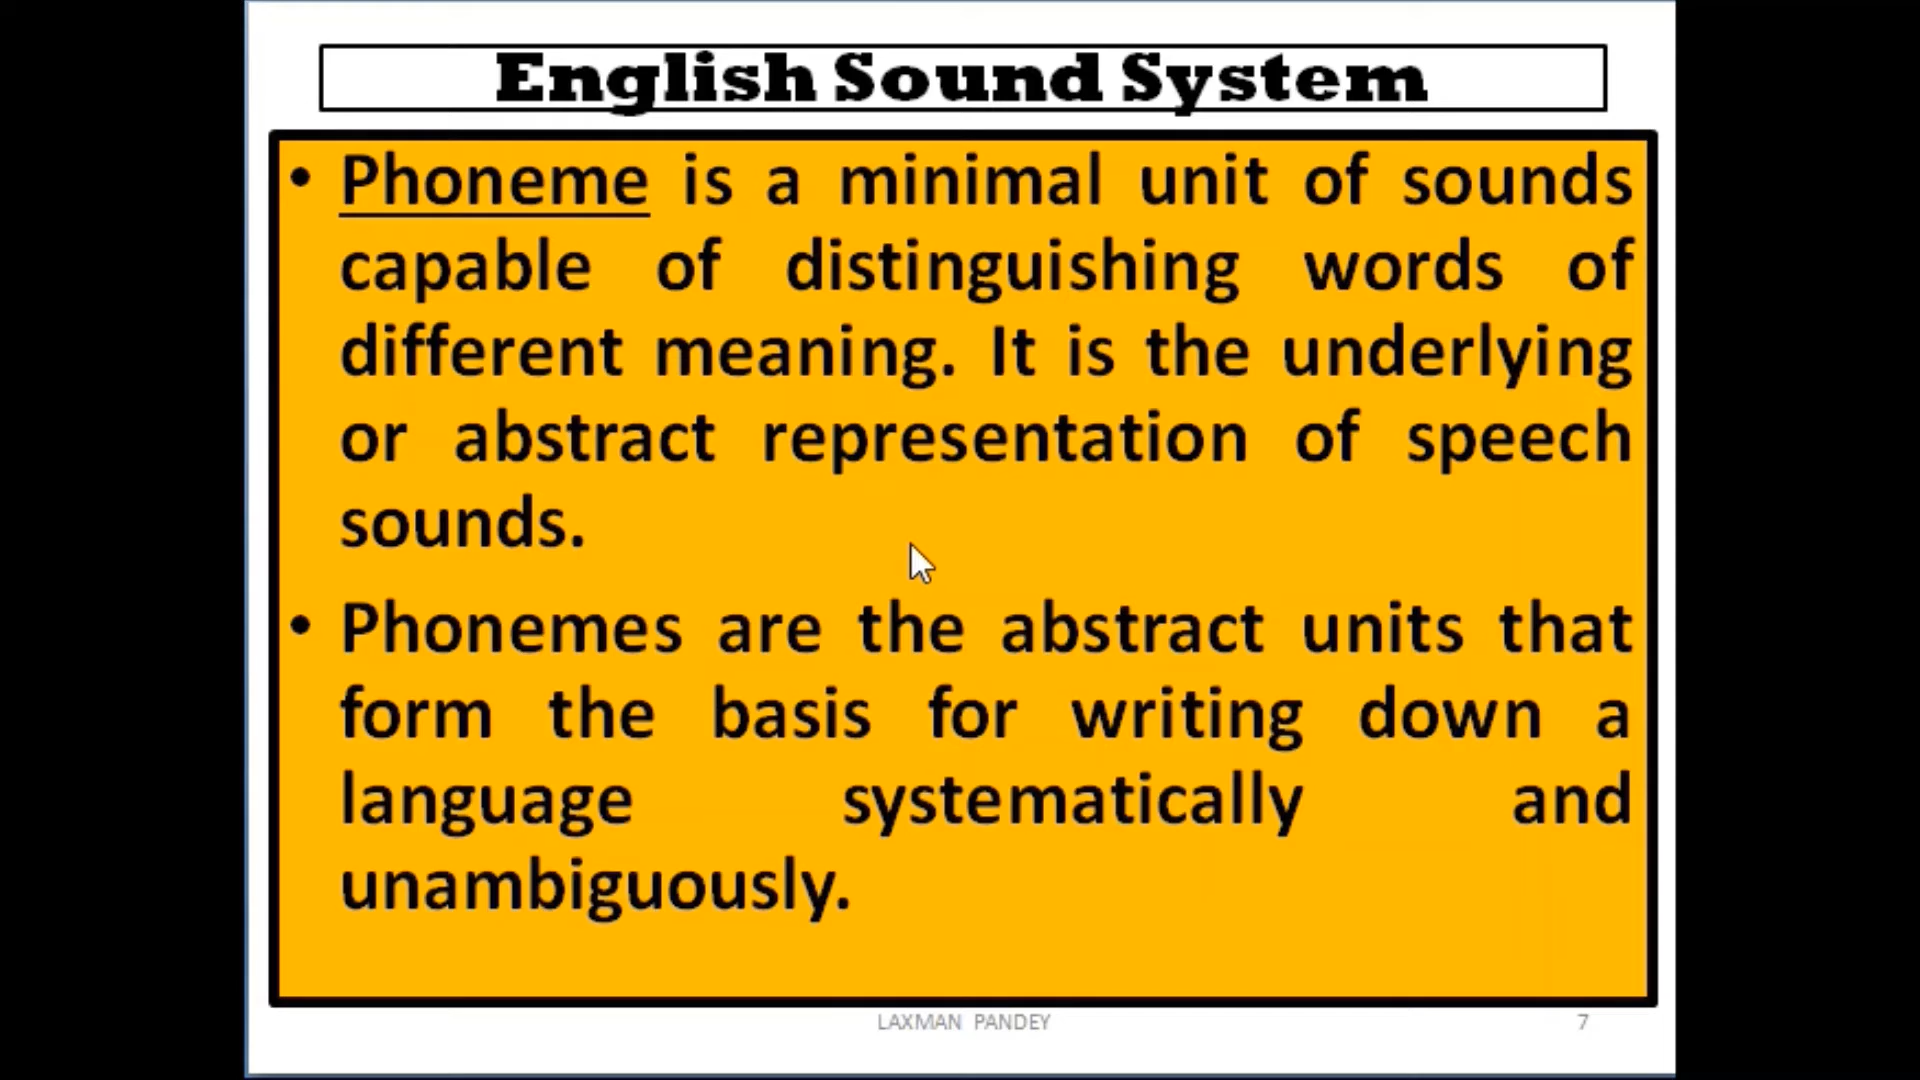 English Sound System
• Phoneme is a minimal unit of sounds
capable of distinguishing words of
different meaning. It is the underlying
or abstract representation of speech
sounds.
• Phonemes are the abstract units that
form the basis for writing down a
language systematically and
unambiguously.
LAXMAN PANDEY
7